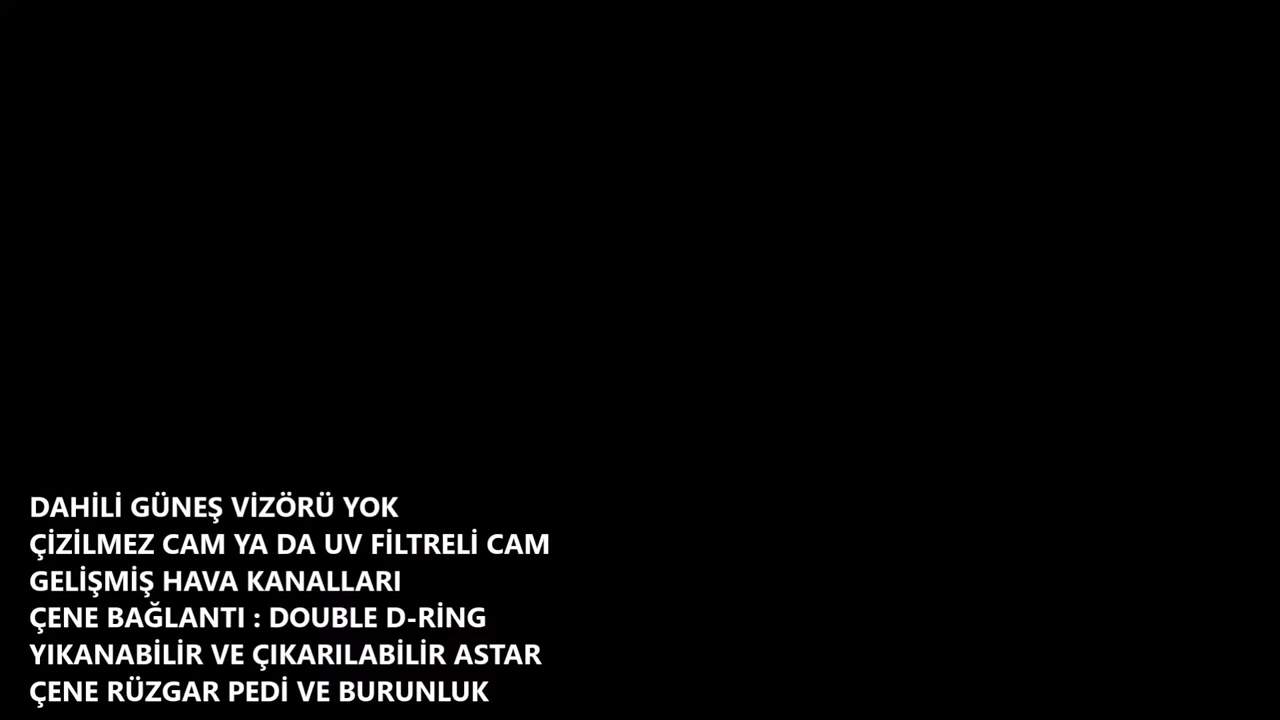 DAHİLİ GÜNEŞ VİZÖRÜ YOK
ÇİZİLMEZ CAM YA DA UV FİLTRELİ CAM
GELİŞMİŞ HAVA KANALLARI
ÇENE BAĞLANTI : DOUBLE D-RİNG
YIKANABİLİR VE ÇIKARILABİLİR ASTAR
ÇENE RÜZGAR PEDİ VE BURUNLUK